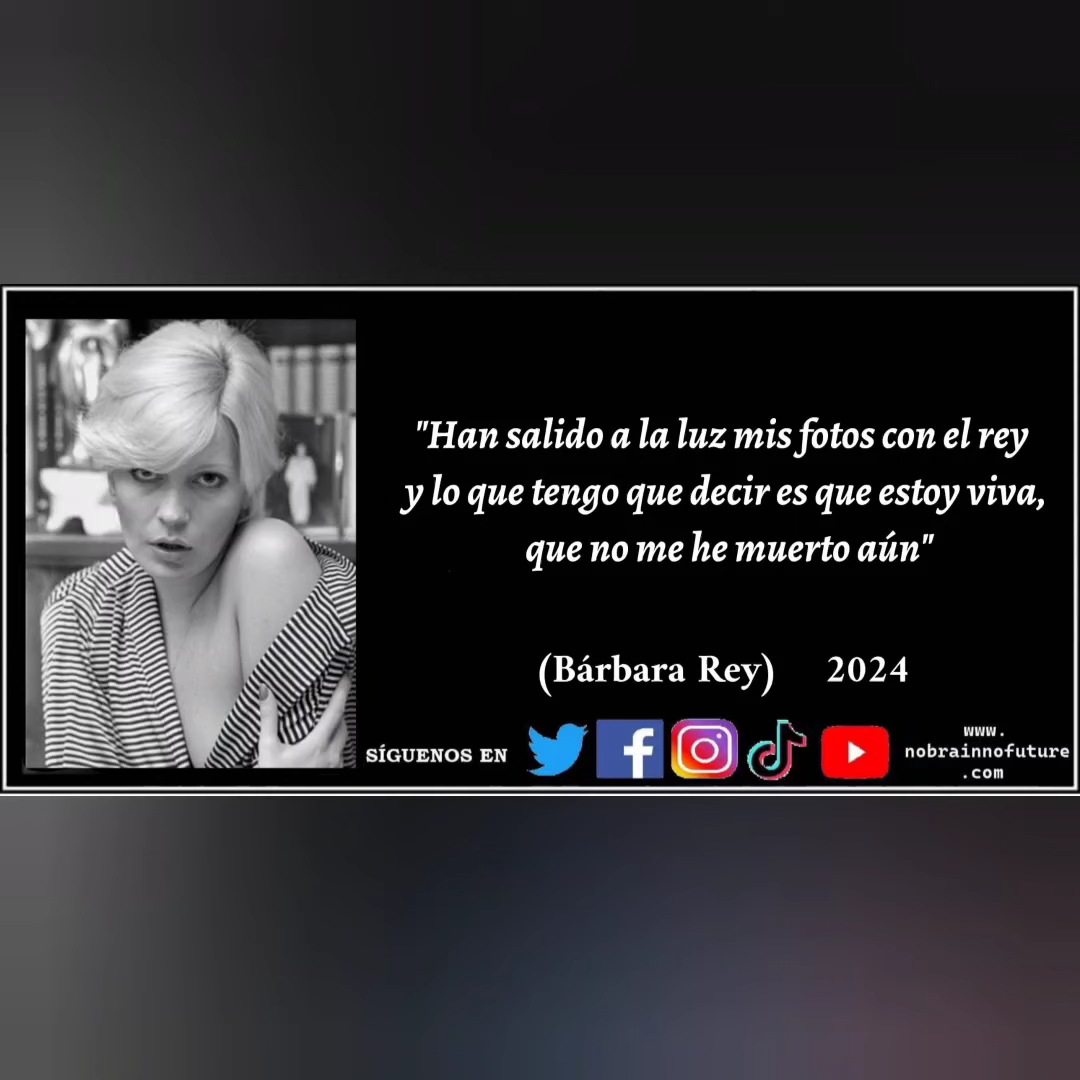 "Han salido a la luz mis fotos con el rey
y lo que tengo que decir es que estoy viva,
que no me he muerto aún"
(Bárbara Rey) 2024
SÍGUENOS EN
www.
nobrainnofuture
.com